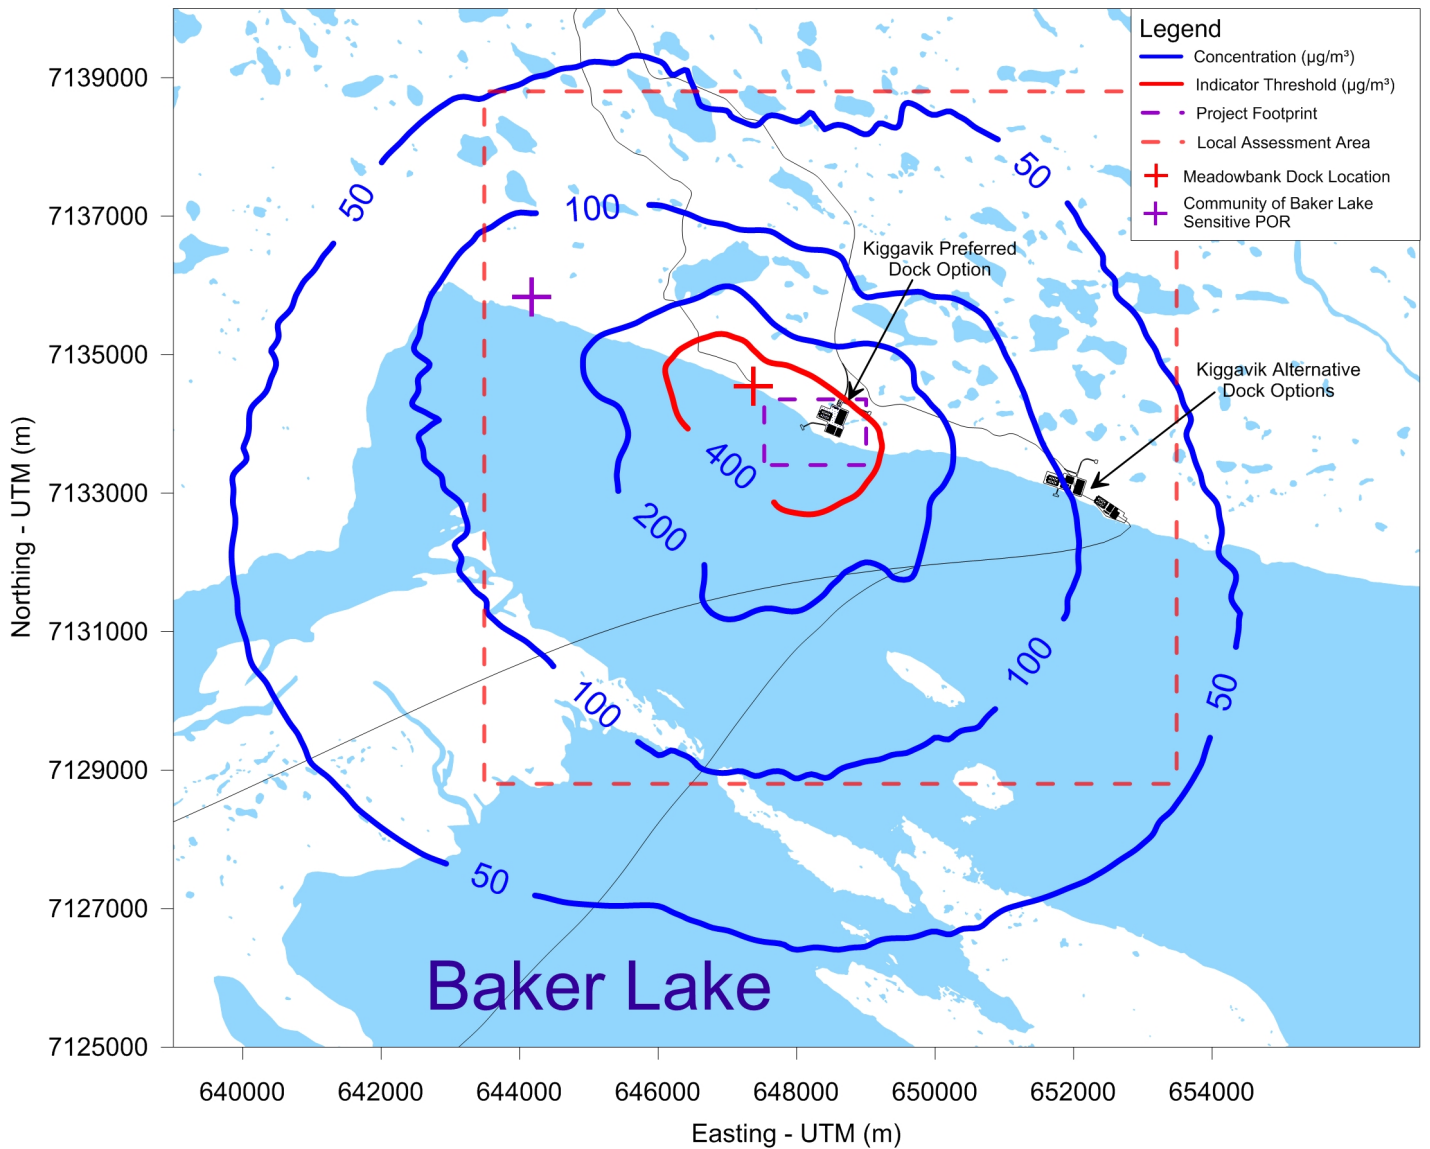 Legend
Concentration (µg/m³)
Indicator Threshold (µg/m³)
Project Footprint
Local Assessment Area
Meadowbank Dock Location
Community of Baker Lake
Sensitive POR
7139000
7137000
7135000
7133000
7131000
7129000
7127000
7125000
Northing - UTM (m)
50
50
100
Kiggavik Preferred
Dock Option
Kiggavik Alternative
Dock Options
400
200
100
100
50
50
Baker Lake
640000
642000
644000
646000
648000
650000
652000
654000
Easting - UTM (m)